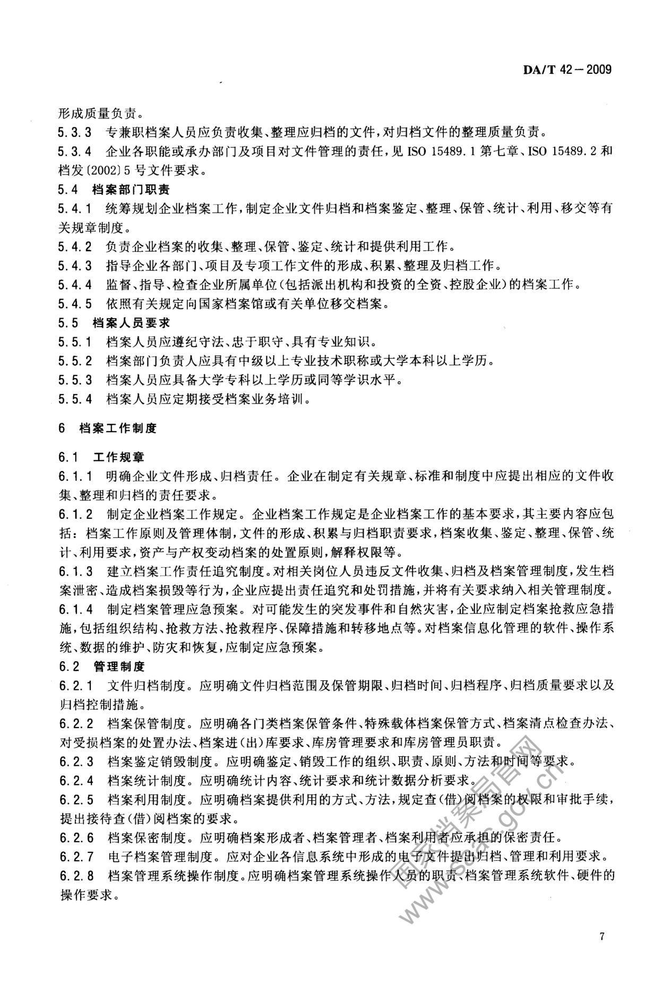 DA/T 42－2009
形成质量负责。
5.3.3 专兼职档案人员应负责收集、整理应归档的文件，对归档文件的整理质量负责。
5.3.4 企业各职能或承办部门及项目对文件管理的责任，见 ISO 15489.1 第七章、ISO 15489.2 和
档发〔2002〕5 号文件要求。
5.4 档案部门职责
5.4.1 统筹规划企业档案工作，制定企业文件归档和档案鉴定、整理、保管、统计、利用、移交等有
关规章制度。
5.4.2 负责企业档案的收集、整理、保管、鉴定、统计和提供利用工作。
5.4.3 指导企业各部门、项目及专项工作文件的形成、积累、整理及归档工作。
5.4.4 监督、指导、检查企业所属单位(包括派出机构和投资的全资、控股企业)的档案工作。
5.4.5 依照有关规定向国家档案馆或有关单位移交档案。
5.5 档案人员要求
5.5.1 档案人员应遵纪守法、忠于职守、具有专业知识。
5.5.2 档案部门负责人应具有中级以上专业技术职称或大学本科以上学历。
5.5.3 档案人员应具备大学专科以上学历或同等学识水平。
5.5.4 档案人员应定期接受档案业务培训。
6 档案工作制度
6.1 工作规章
6.1.1 明确企业文件形成、归档责任。企业在制定有关规章、标准和制度中应提出相应的文件收
集、整理和归档的责任要求。
6.1.2 制定企业档案工作规定。企业档案工作规定是企业档案工作的基本要求，其主要内容应包
括：档案工作原则及管理体制，文件的形成、积累与归档职责要求，档案收集、鉴定、整理、保管、统
计、利用要求，资产与产权变动档案的处置原则，解释权限等。
6.1.3 建立档案工作责任追究制度。对相关岗位人员违反文件收集、归档及档案管理制度，发生档
案泄密、造成档案损毁等行为，企业应提出责任追究和处罚措施，并将有关要求纳入相关管理制度。
6.1.4 制定档案管理应急预案。对可能发生的突发事件和自然灾害，企业应制定档案抢救应急措
施，包括组织结构、抢救方法、抢救程序、保障措施和转移地点等。对档案信息化管理的软件、操作系
统、数据的维护、防灾和恢复，应制定应急预案。
6.2 管理制度
6.2.1 文件归档制度。应明确文件归档范围及保管期限、归档时间、归档程序、归档质量要求以及
归档控制措施。
6.2.2 档案保管制度。应明确各门类档案保管条件、特殊载体档案保管方式、档案清点检查办法、
对受损档案的处置办法、档案进(出)库要求、库房管理要求和库房管理员职责。
6.2.3 档案鉴定销毁制度。应明确鉴定、销毁工作的组织、职责、原则、方法和时间等要求。
6.2.4 档案统计制度。应明确统计内容、统计要求和统计数据分析要求。
6.2.5 档案利用制度。应明确档案提供利用的方式、方法，规定查(借)阅档案的权限和审批手续，
提出接待查(借)阅档案的要求。
6.2.6 档案保密制度。应明确档案形成者、档案管理者、档案利用者应承担的保密责任。
6.2.7 电子档案管理制度。应对企业各信息系统中形成的电子文件提出归档、管理和利用要求。
6.2.8 档案管理系统操作制度。应明确档案管理系统操作人员的职责、档案管理系统软件、硬件的
操作要求。
国家档案局官网
www.saac.gov.cn
7